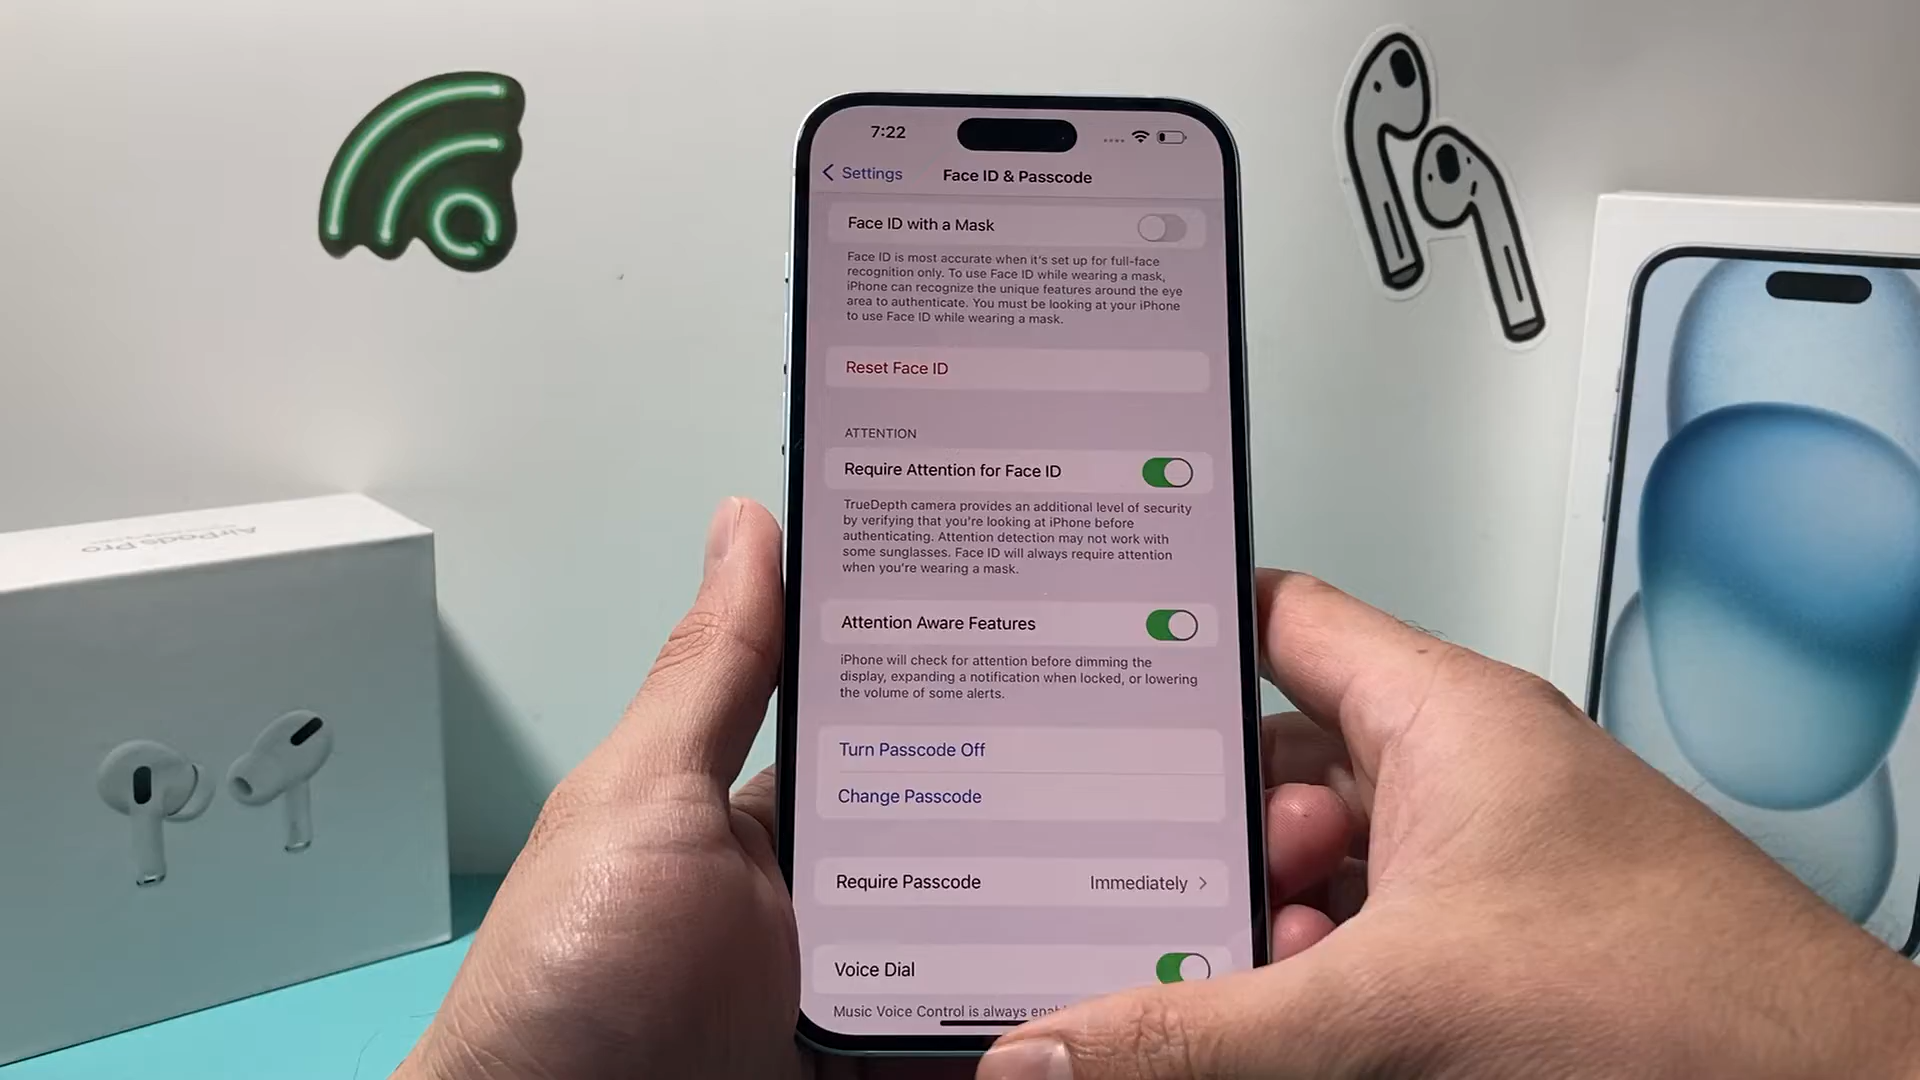 7:22
Settings
Face ID & Passcode
Face ID with a Mask
Face ID is most accurate when it's set up for full-face
recognition only. To use Face ID while wearing a mask,
iPhone can recognize the unique features around the eye
area to authenticate. You must be looking at your iPhone
to use Face ID while wearing a mask.
Reset Face ID
ATTENTION
Require Attention for Face ID
TrueDepth camera provides an additional level of security
by verifying that you're looking at iPhone before
authenticating. Attention detection may not work with
some sunglasses. Face ID will always require attention
when you're wearing a mask.
Attention Aware Features
iPhone will check for attention before dimming the
display, expanding a notification when locked, or lowering
the volume of some alerts.
Turn Passcode Off
Change Passcode
Require Passcode
Immediately
Voice Dial
Music Voice Control is always
AirPods Pro